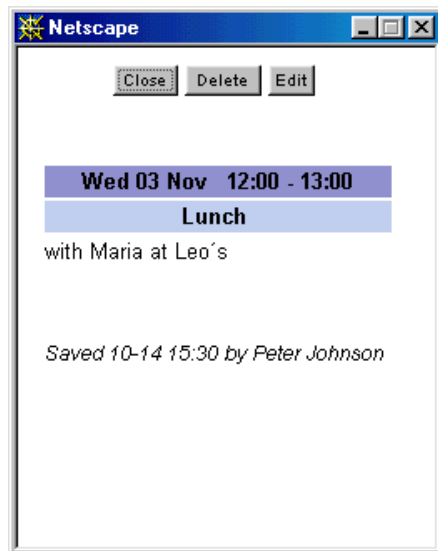 Netscape
Close Delete Edit
Wed 03 Nov 12:00 - 13:00
Lunch
with Maria at Leo´s
Saved 10-14 15:30 by Peter Johnson